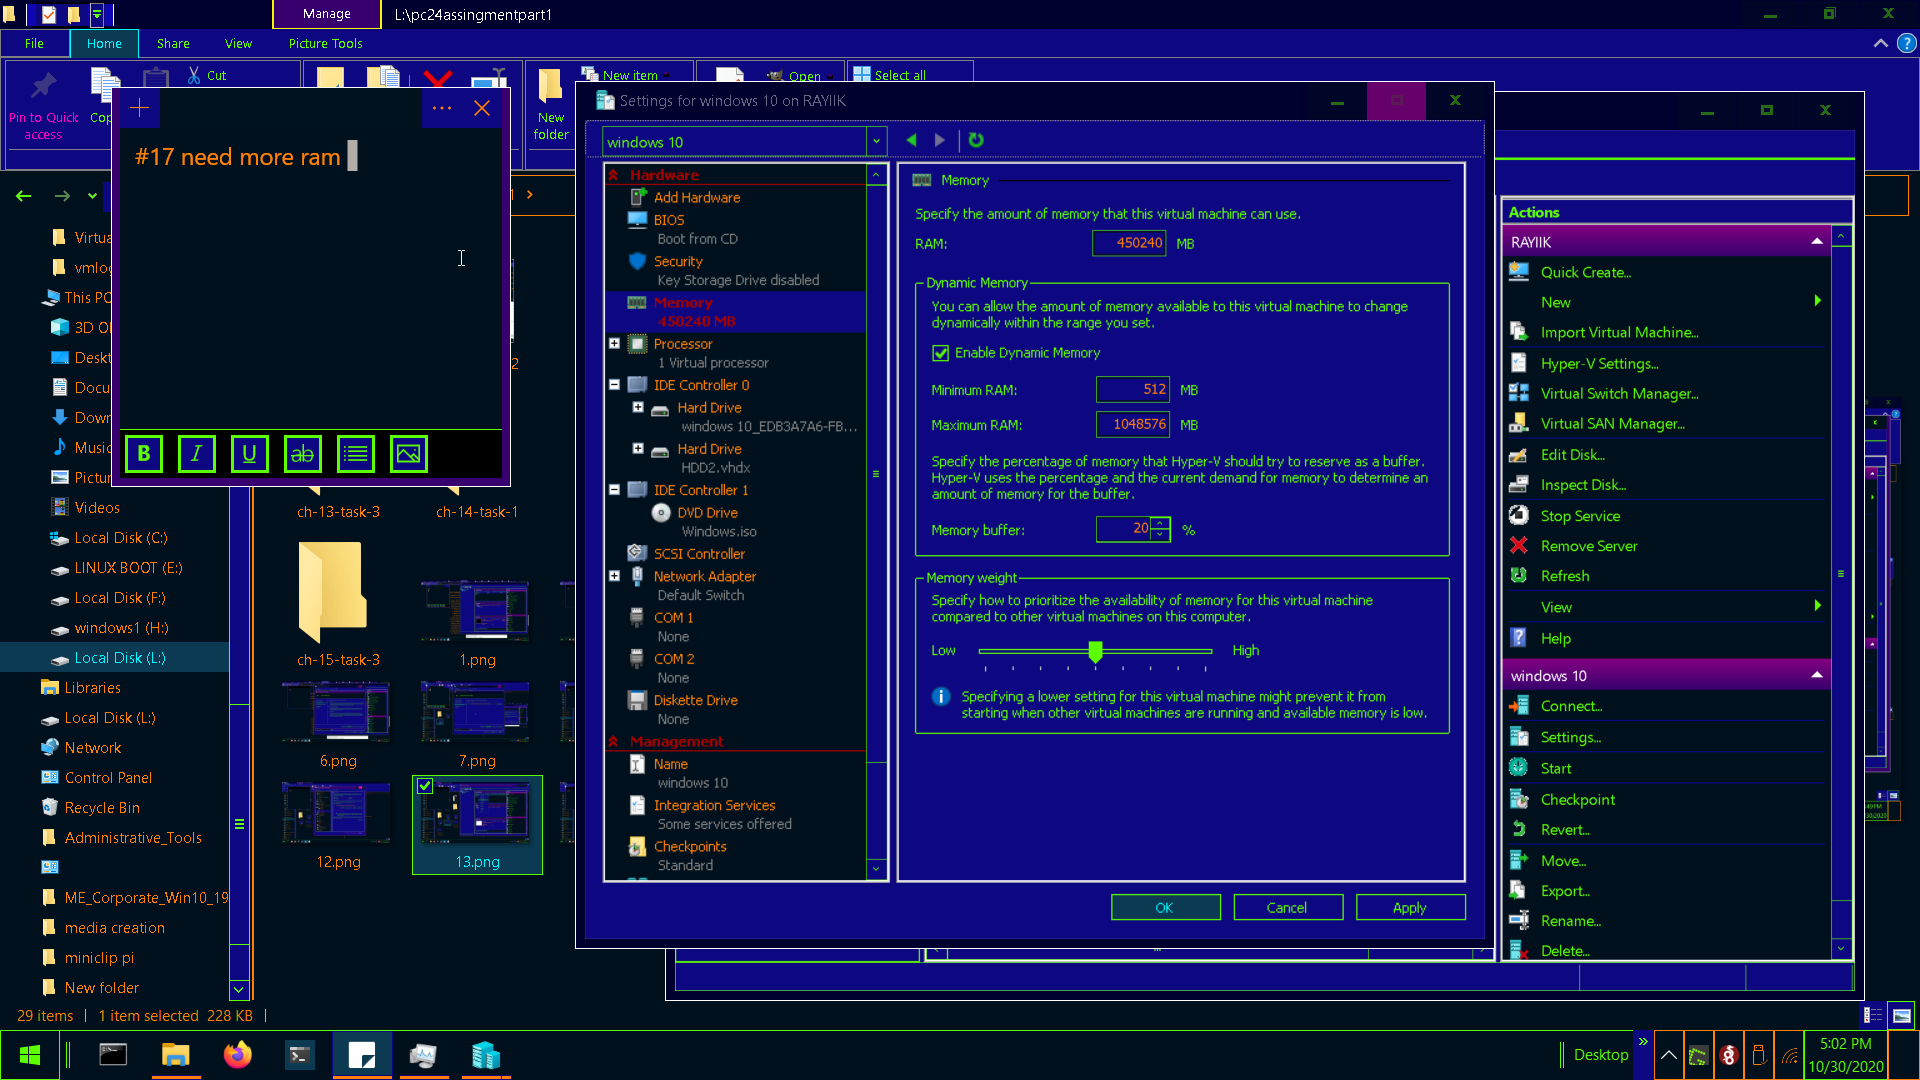 Manage
L:\pc24assingmentpart1
File
Home
Share
View
Picture Tools
Pin to Quick
access
Cut
New
folder
New item
Open
Select all
#17 need more ram
B I U ab
Virtua
vmlo
This PC
3D O
Deskt
Docu
Down
Music
Pictur
Videos
Local Disk (C:)
LINUX BOOT (E:)
Local Disk (F:)
windows1 (H:)
Local Disk (L:)
Libraries
Local Disk (L:)
Network
Control Panel
Recycle Bin
Administrative_Tools
ME_Corporate_Win10_19
media creation
miniclip pi
New folder
ch-13-task-3
ch-14-task-1
ch-15-task-3
1.png
6.png
7.png
12.png
13.png
29 items
1 item selected 228 KB
Settings for windows 10 on RAYIIK
windows 10
Hardware
Add Hardware
BIOS
Boot from CD
Security
Key Storage Drive disabled
Memory
450240 MB
Processor
1 Virtual processor
IDE Controller 0
Hard Drive
windows 10_EDB3A7A6-FB...
Hard Drive
HDD2.vhdx
IDE Controller 1
DVD Drive
Windows.iso
SCSI Controller
Network Adapter
Default Switch
COM 1
None
COM 2
None
Diskette Drive
None
Management
Name
windows 10
Integration Services
Some services offered
Checkpoints
Standard
Memory
Specify the amount of memory that this virtual machine can use.
RAM: 450240 MB
Dynamic Memory
You can allow the amount of memory available to this virtual machine to change
dynamically within the range you set.
Enable Dynamic Memory
Minimum RAM: 512 MB
Maximum RAM: 1048576 MB
Specify the percentage of memory that Hyper-V should try to reserve as a buffer.
Hyper-V uses the percentage and the current demand for memory to determine an
amount of memory for the buffer.
Memory buffer: 20 %
Memory weight
Specify how to prioritize the availability of memory for this virtual machine
compared to other virtual machines on this computer.
Low
High
Specifying a lower setting for this virtual machine might prevent it from
starting when other virtual machines are running and available memory is low.
OK
Cancel
Apply
Actions
RAYIIK
Quick Create...
New
Import Virtual Machine...
Hyper-V Settings...
Virtual Switch Manager...
Virtual SAN Manager...
Edit Disk...
Inspect Disk...
Stop Service
Remove Server
Refresh
View
Help
windows 10
Connect...
Settings...
Start
Checkpoint
Revert...
Move...
Export...
Rename...
Delete...
Desktop
5:02 PM
10/30/2020